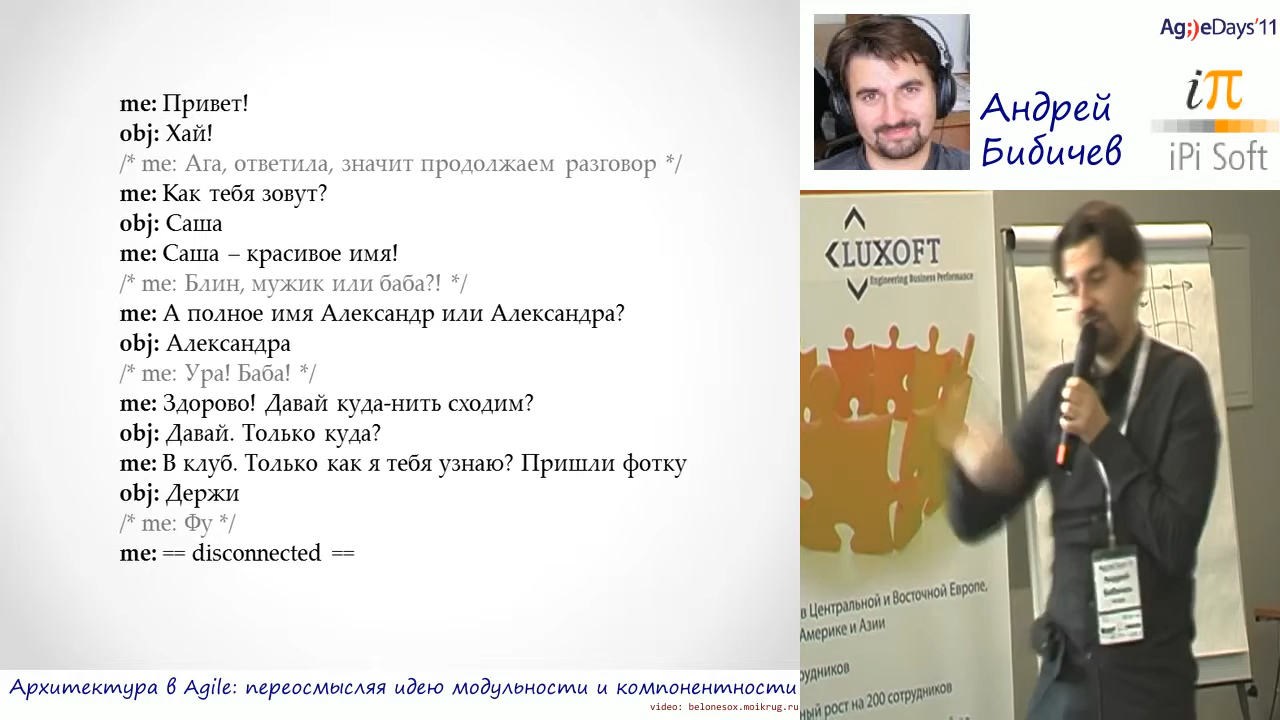 me: Привет!
obj: Хай!
/* me: Ага, ответила, значит продолжаем разговор */
me: Как тебя зовут?
obj: Саша
me: Саша – красивое имя!
/* me: Блин, мужик или баба?! */
me: А полное имя Александр или Александра?
obj: Александра
/* me: Ура! Баба! */
me: Здорово! Давай куда-нить сходим?
obj: Давай. Только куда?
me: В клуб. Только как я тебя узнаю? Пришли фотку
obj: Держи
/* me: Фу */
me: == disconnected ==
Архитектура в Agile: переосмысляя идею модульности и компонентности
video: belonesox.moikrug.ru
Андрей
Бибичев
Ag;)eDays'11
iπ
iPi Soft
LUXOFT
Engineering Business Performance
в Центральной и Восточной Европе,
Америке и Азии
рудников
ный рост на 200 сотрудников